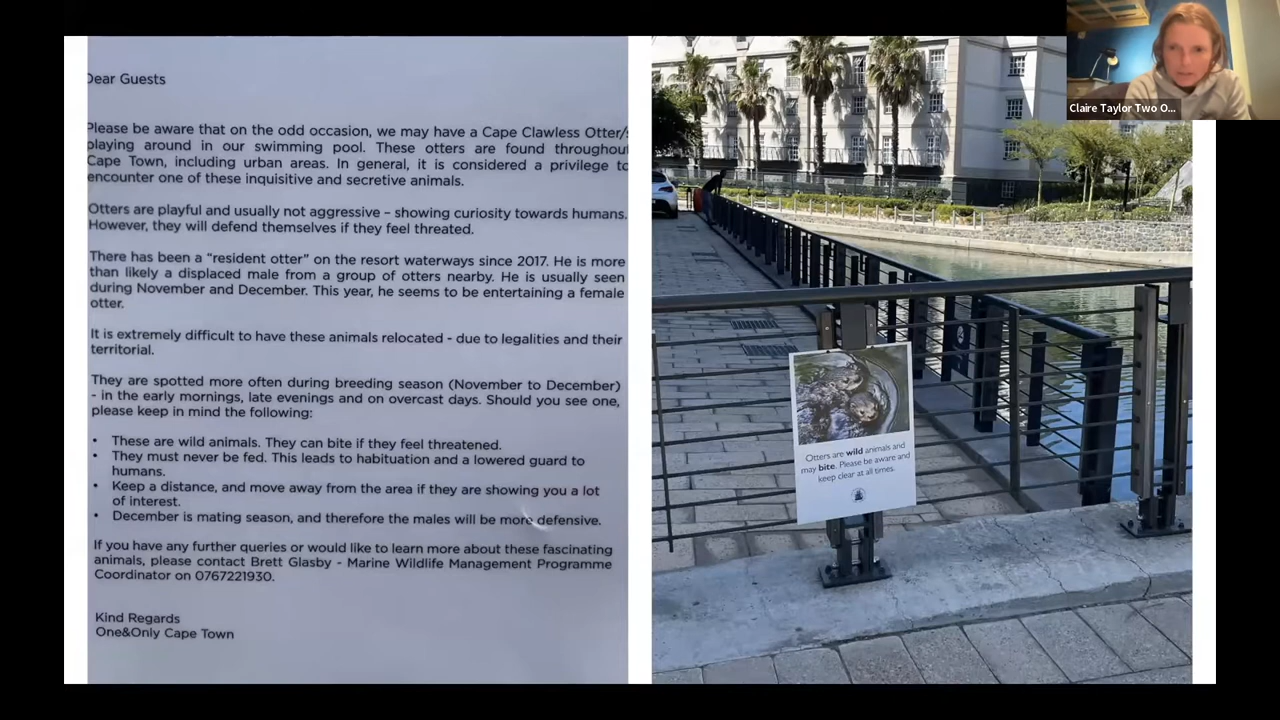 Dear Guests
Please be aware that on the odd occasion, we may have a Cape Clawless Otter/s
playing around in our swimming pool. These otters are found throughout
Cape Town, including urban areas. In general, it is considered a privilege to
encounter one of these inquisitive and secretive animals.
Otters are playful and usually not aggressive – showing curiosity towards humans.
However, they will defend themselves if they feel threated.
There has been a “resident otter” on the resort waterways since 2017. He is more
than likely a displaced male from a group of otters nearby. He is usually seen
during November and December. This year, he seems to be entertaining a female
otter.
It is extremely difficult to have these animals relocated - due to legalities and their
territorial.
They are spotted more often during breeding season (November to December)
- in the early mornings, late evenings and on overcast days. Should you see one,
please keep in mind the following:
• These are wild animals. They can bite if they feel threatened.
• They must never be fed. This leads to habituation and a lowered guard to
humans.
• Keep a distance, and move away from the area if they are showing you a lot
of interest.
• December is mating season, and therefore the males will be more defensive.
If you have any further queries or would like to learn more about these fascinating
animals, please contact Brett Glasby - Marine Wildlife Management Programme
Coordinator on 0767221930.
Kind Regards
One&Only Cape Town
Otters are wild animals and
may bite. Please be aware and
keep clear at all times.
Claire Taylor Two O...